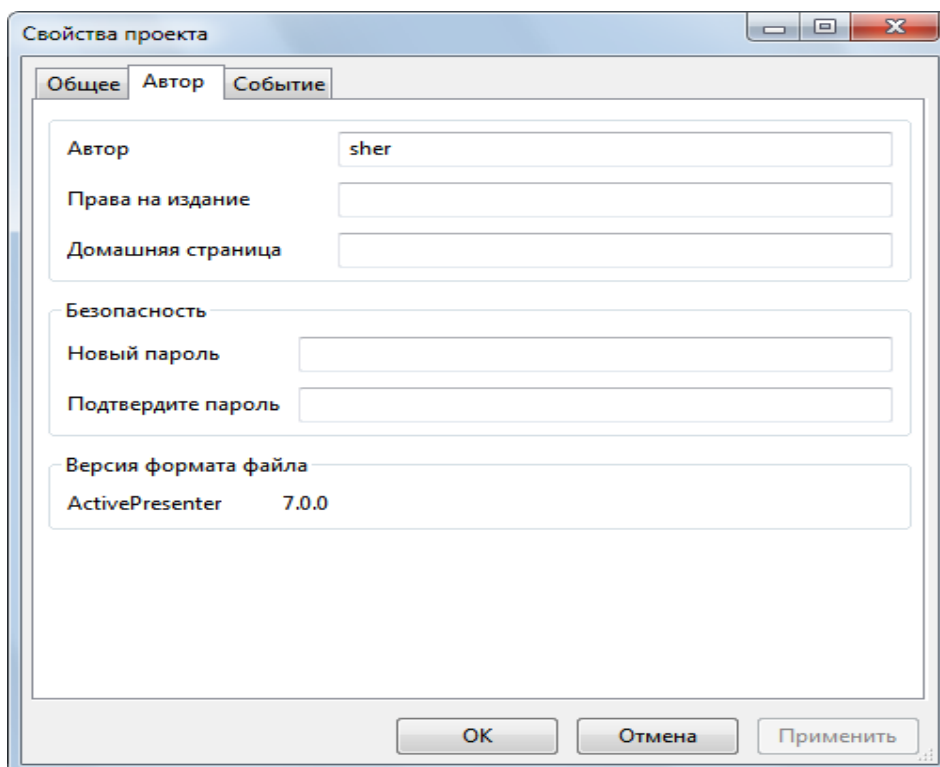 Свойства проекта
Общее Автор Событие
Автор sher
Права на издание
Домашняя страница
Безопасность
Новый пароль
Подтвердите пароль
Версия формата файла
ActivePresenter 7.0.0
ОК Отмена Применить